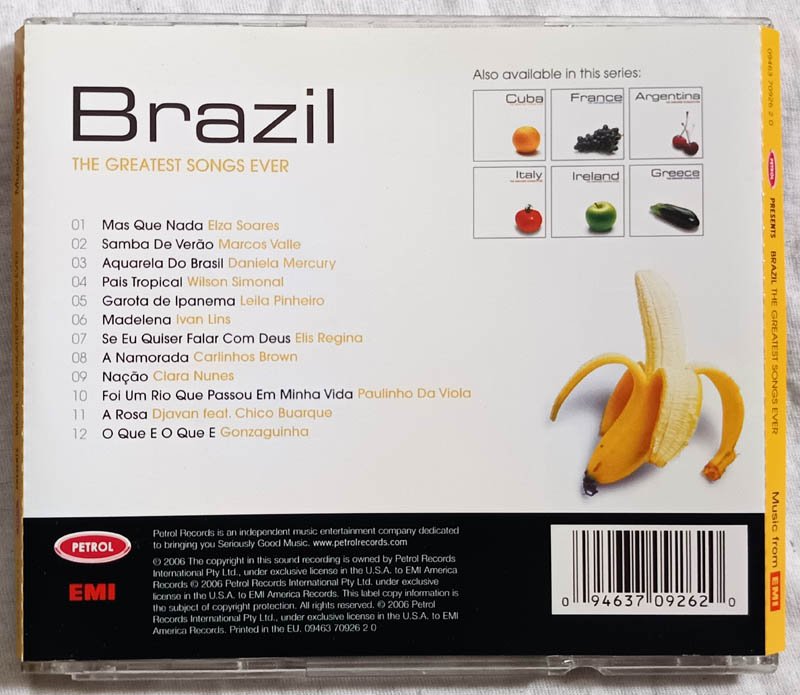 Brazil
THE GREATEST SONGS EVER
Also available in this series:
Cuba
France
Argentina
Italy
Ireland
Greece
01 Mas Que Nada Elza Soares
02 Samba De Verão Marcos Valle
03 Aquarela Do Brasil Daniela Mercury
04 Pais Tropical Wilson Simonal
05 Garota de Ipanema Leila Pinheiro
06 Madelena Ivan Lins
07 Se Eu Quiser Falar Com Deus Elis Regina
08 A Namorada Carlinhos Brown
09 Nação Clara Nunes
10 Foi Um Rio Que Passou Em Minha Vida Paulinho Da Viola
11 A Rosa Djavan feat. Chico Buarque
12 O Que E O Que E Gonzaguinha
PETROL
EMI
Petrol Records is an independent music entertainment company dedicated
to bringing you Seriously Good Music. www.petrolrecords.com
℗ 2006 The copyright in this sound recording is owned by Petrol Records
International Pty Ltd., under exclusive license in the U.S.A. to EMI America
Records © 2006 Petrol Records International Pty Ltd. under exclusive
license in the U.S.A. to EMI America Records. This label copy information is
the subject of copyright protection. All rights reserved. © 2006 Petrol
Records International Pty Ltd., under exclusive license in the U.S.A. to EMI
America Records. Printed in the EU. 09463 70926 2 0
0 94637 09262 0
09463 70926 2 0
PETROL
PRESENTS
BRAZIL THE GREATEST SONGS EVER
Music from EMI